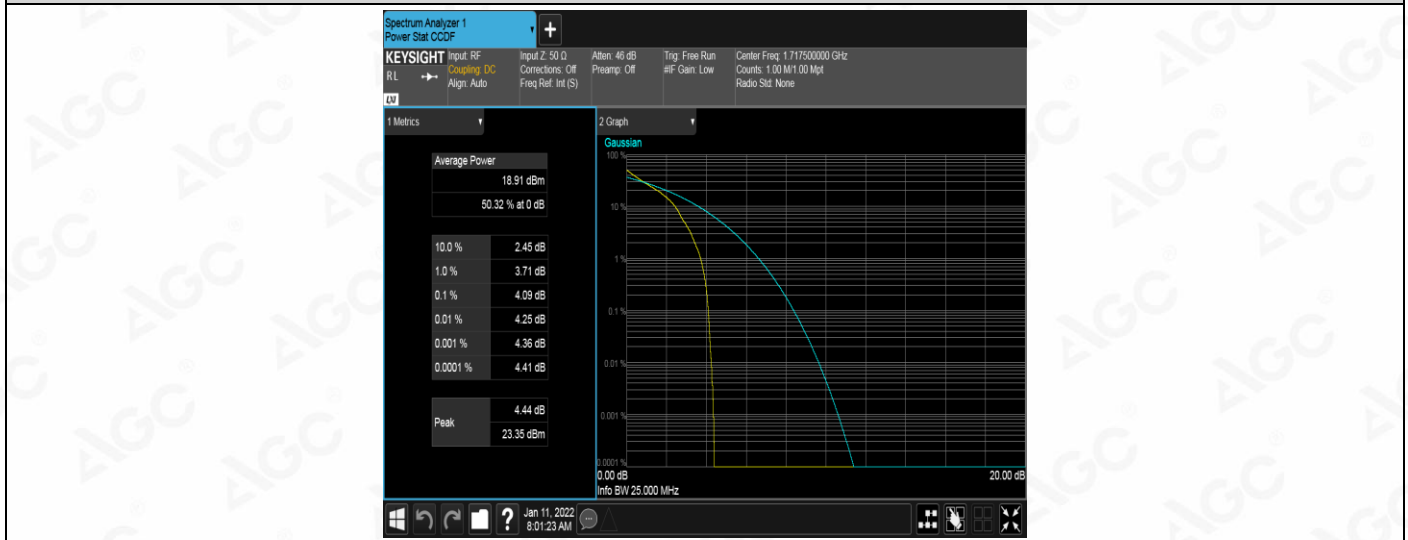 Spectrum Analyzer 1
Power Stat CCDF
+
KEYSIGHT
RL
LXI
Input: RF
Coupling: DC
Align: Auto
Input Z: 50 Ω
Corrections: Off
Freq Ref: Int (S)
Atten: 46 dB
Preamp: Off
Trig: Free Run
#IF Gain: Low
Center Freq: 1.717500000 GHz
Counts: 1.00 M/1.00 Mpt
Radio Std: None
1 Metrics
Average Power
18.91 dBm
50.32 % at 0 dB
10.0 % 2.45 dB
1.0 % 3.71 dB
0.1 % 4.09 dB
0.01 % 4.25 dB
0.001 % 4.36 dB
0.0001 % 4.41 dB
Peak
4.44 dB
23.35 dBm
2 Graph
Gaussian
100 %
10 %
1 %
0.1 %
0.01 %
0.001 %
0.0001 %
0.00 dB 20.00 dB
Info BW 25.000 MHz
?
Jan 11, 2022
8:01:23 AM
AGC